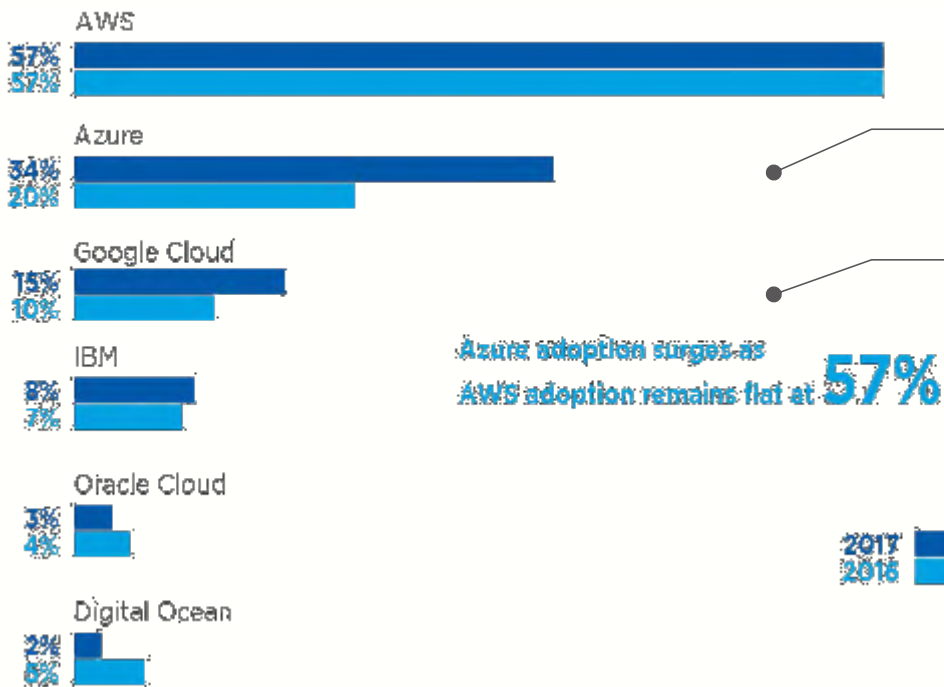 AWS
57%
57%
Azure
34%
20%
Google Cloud
15%
10%
IBM
8%
7%
Azure adoption surges as
AWS adoption remains flat at 57%
Oracle Cloud
3%
4%
2017
2016
Digital Ocean
2%
5%